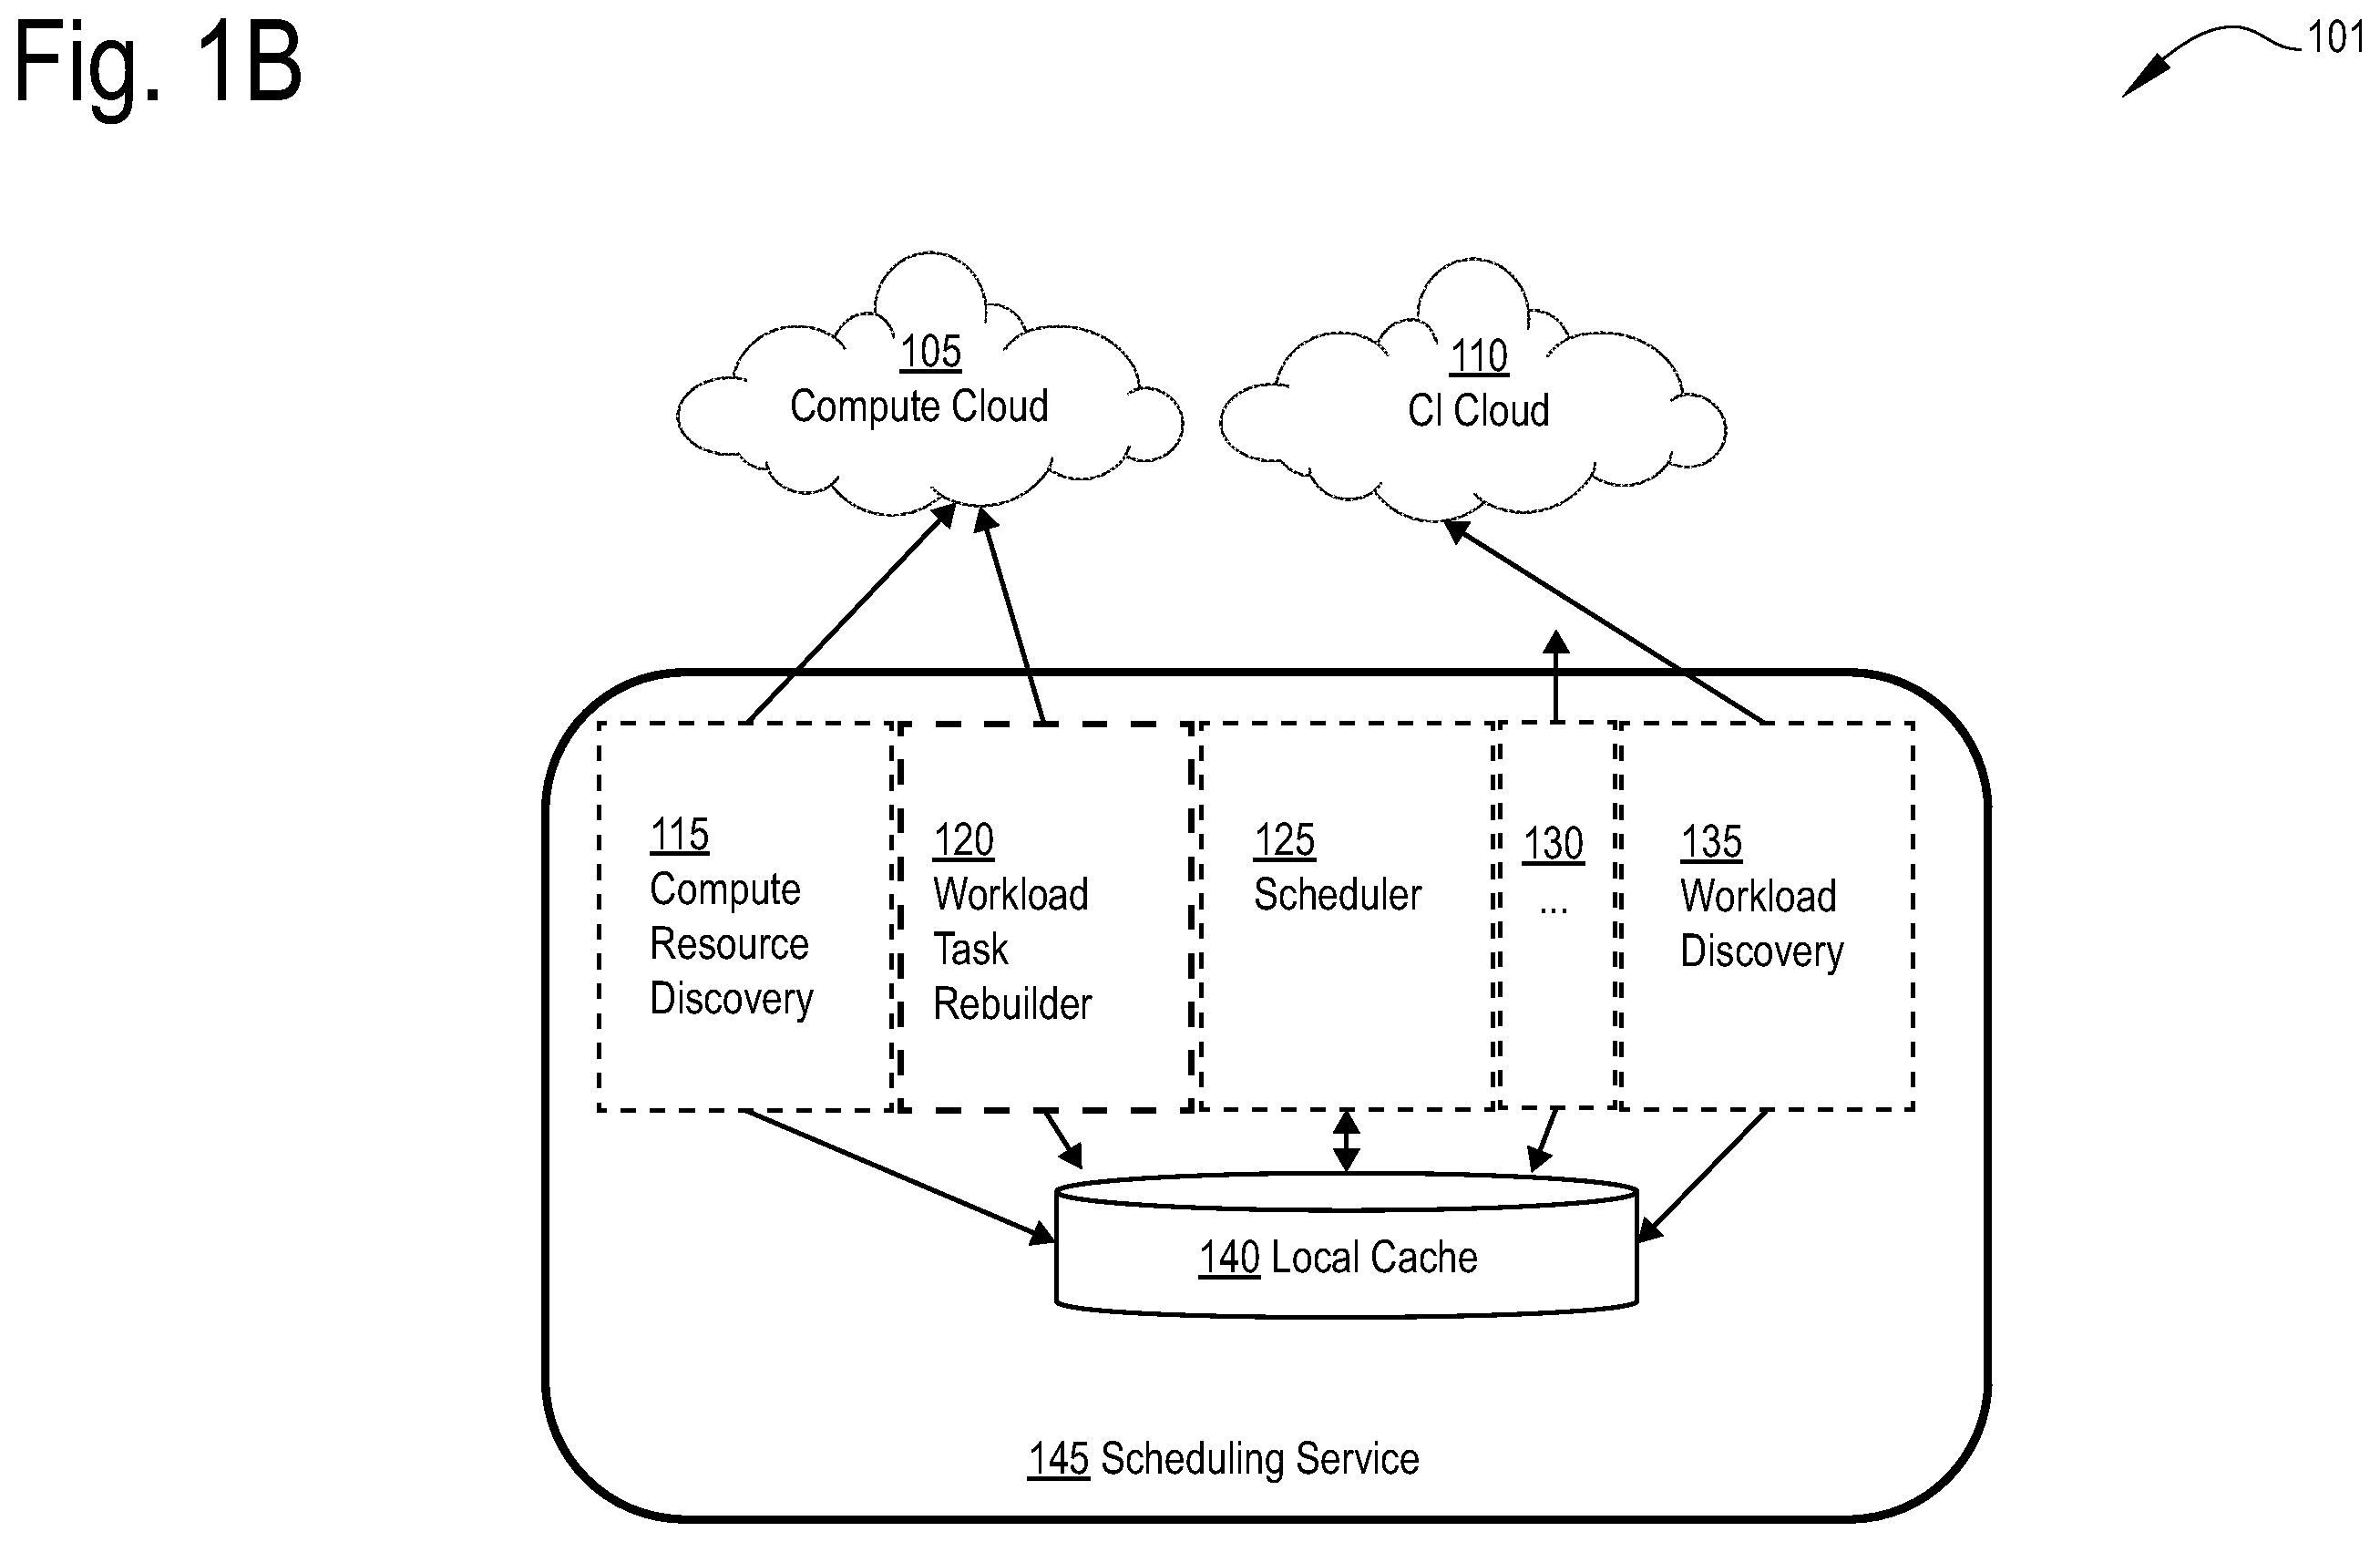 Fig. 1B
101
105
Compute Cloud
110
CI Cloud
115
Compute
Resource
Discovery
120
Workload
Task
Rebuilder
125
Scheduler
130
...
135
Workload
Discovery
140 Local Cache
145 Scheduling Service